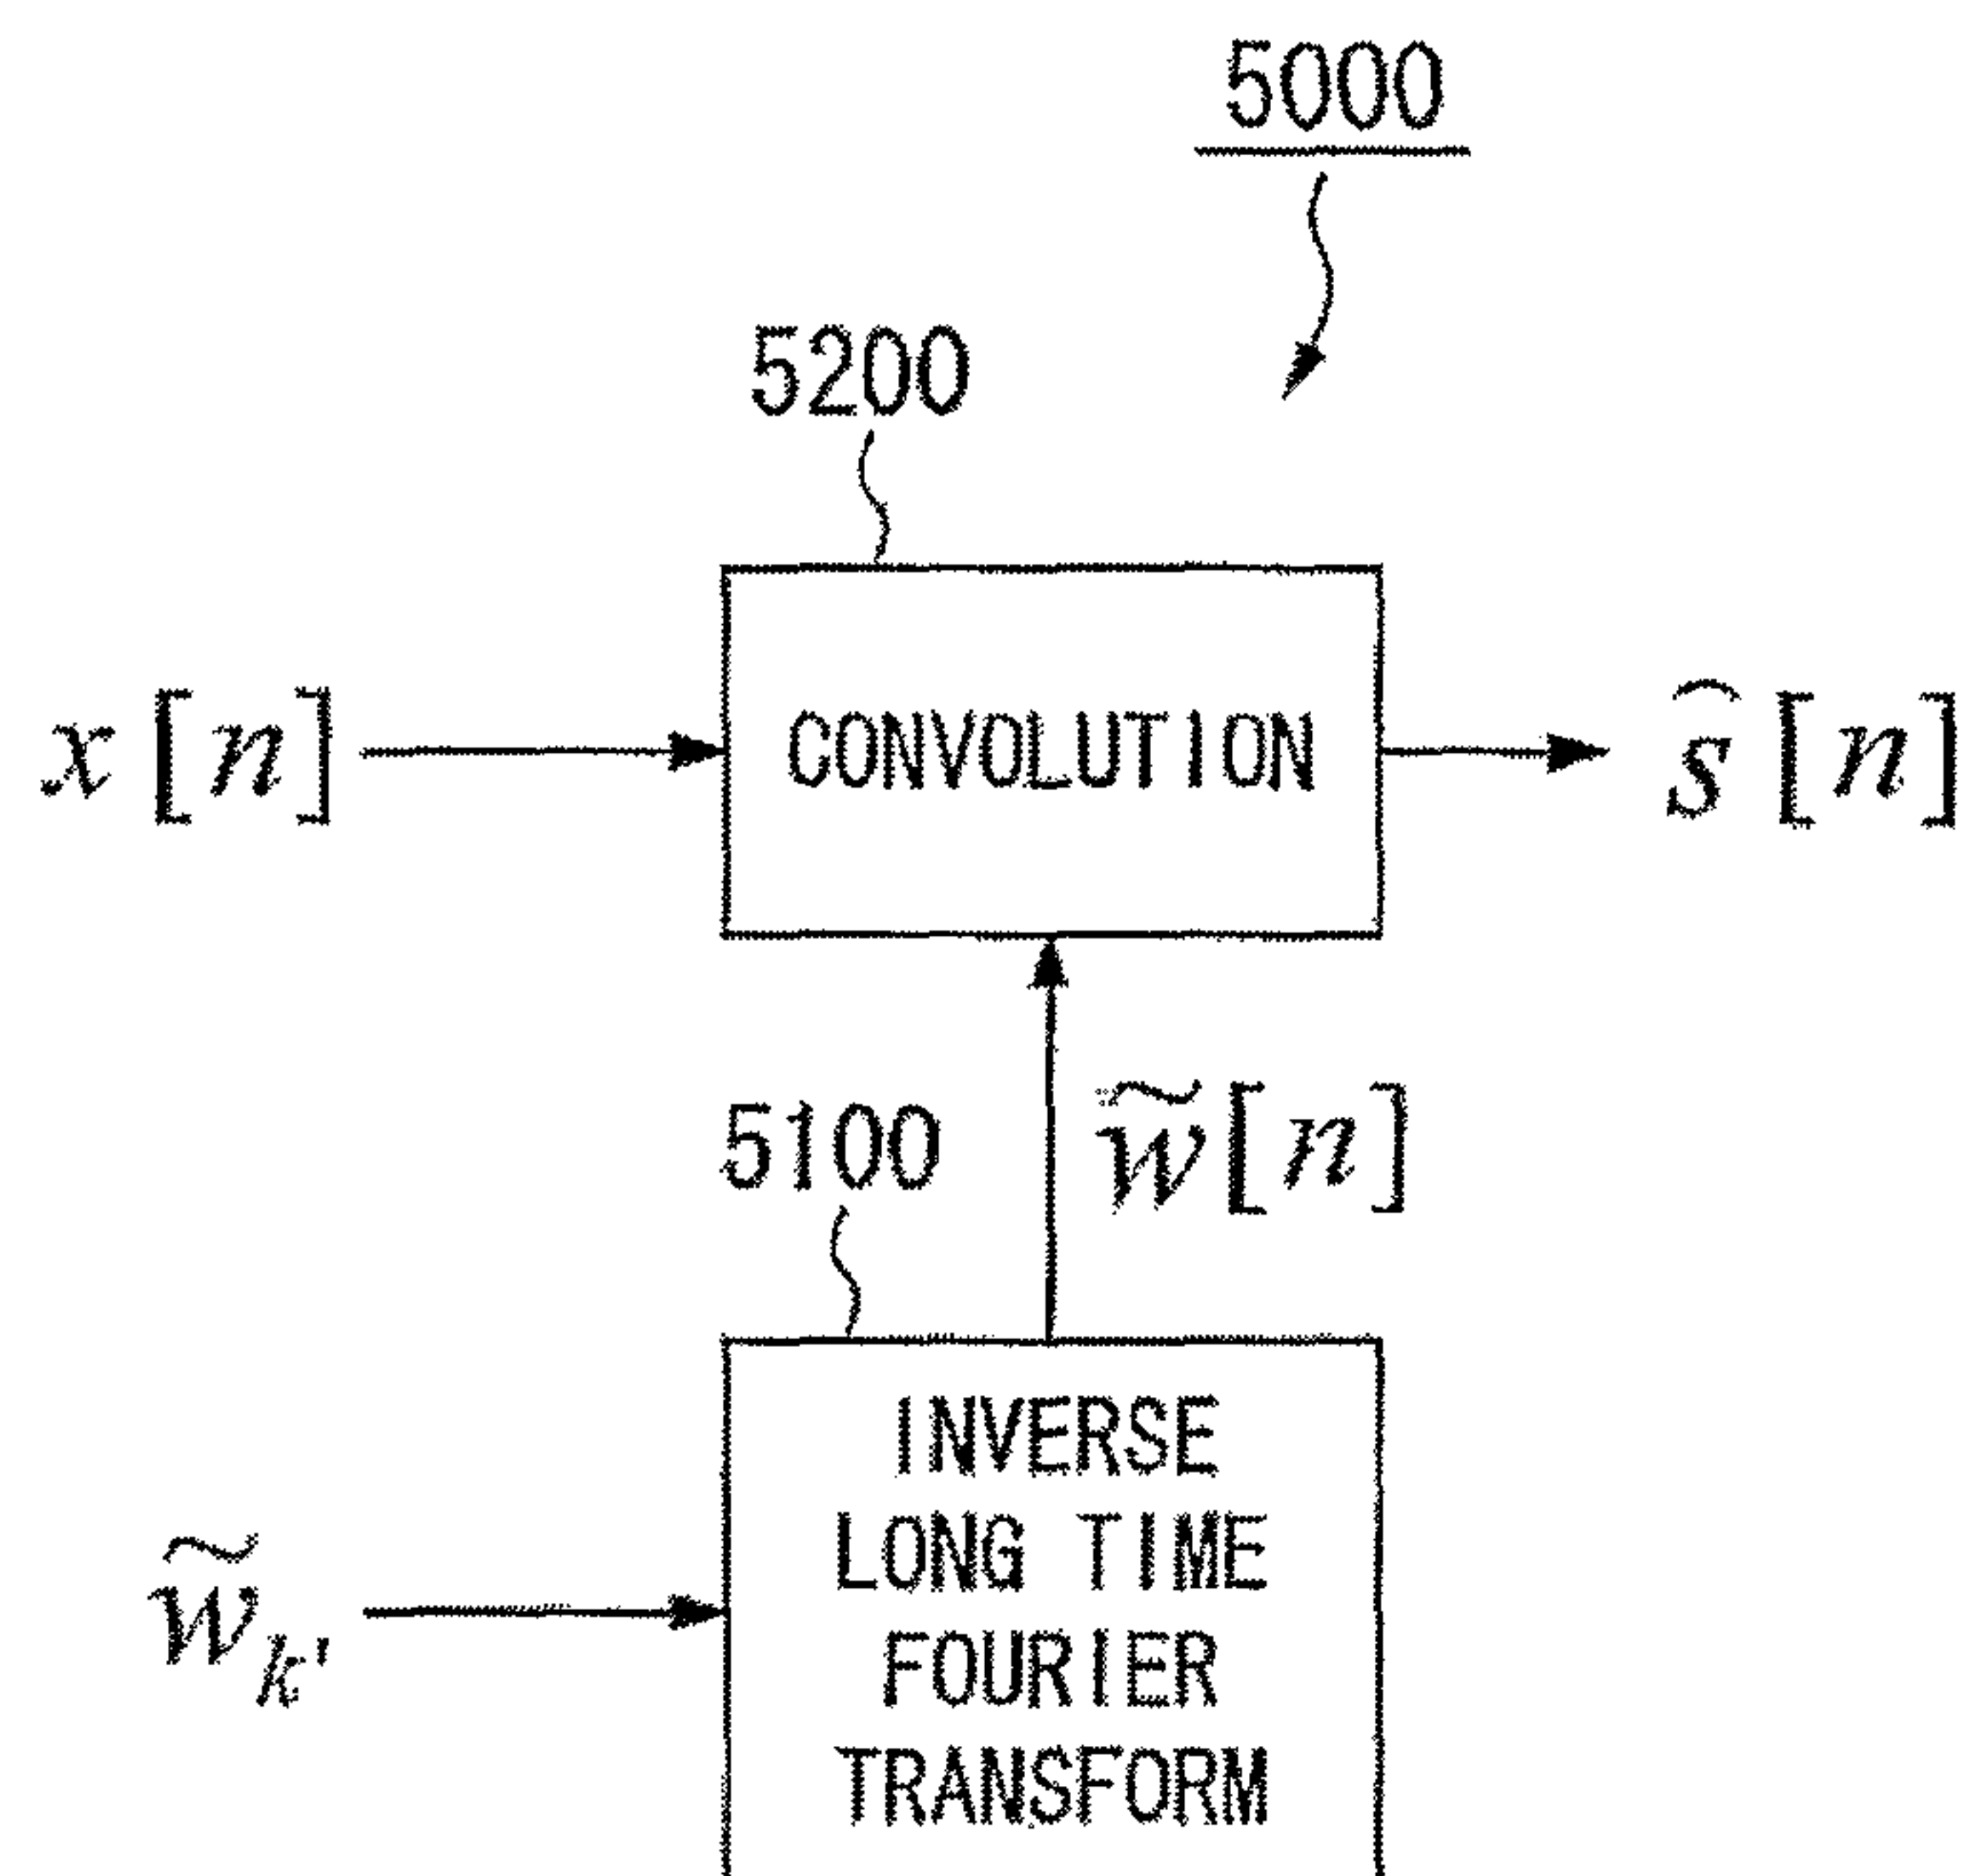 5000
5200
x[n]
CONVOLUTION
ŝ[n]
5100
w̃[n]
INVERSE
LONG TIME
w̃ₖ'
FOURIER
TRANSFORM